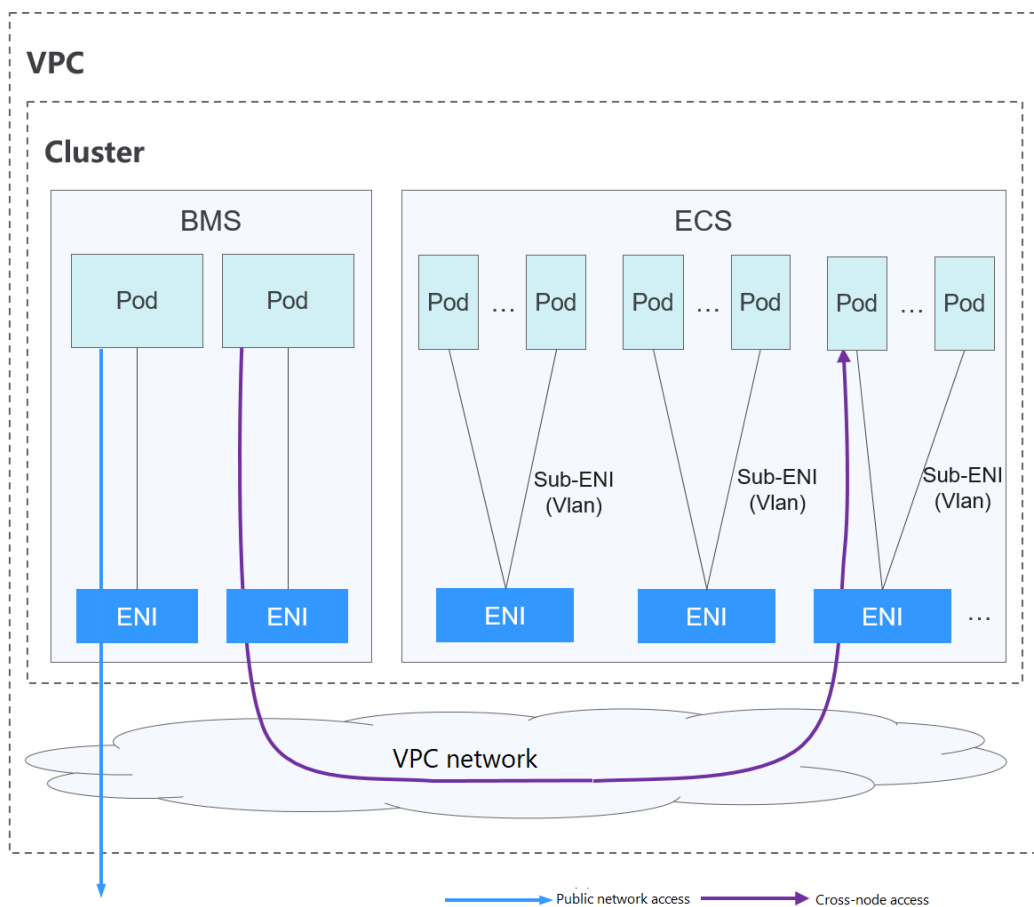 VPC
Cluster
BMS
ECS
Pod
Pod
Pod
...
Pod
Pod
...
Pod
Pod
...
Pod
Sub-ENI
(Vlan)
Sub-ENI
(Vlan)
Sub-ENI
(Vlan)
ENI
ENI
ENI
ENI
ENI
...
VPC network
Public network access
Cross-node access